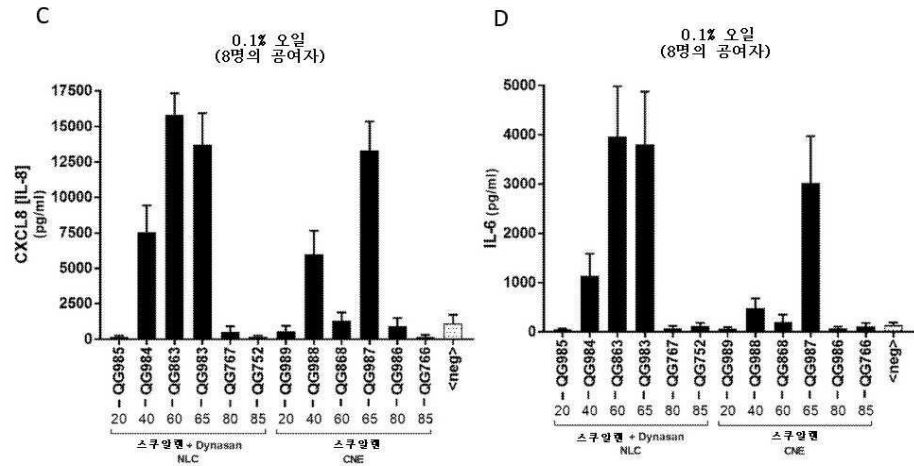 C
0.1% 오일
(8명의 공여자)
CXCL8 [IL-8]
(pg/ml)
17500
15000
12500
10000
7500
5000
2500
0
QG985
QG984
QG863
QG983
QG767
QG752
QG989
QG988
QG868
QG987
QG986
QG766
<neg>
20 40 60 65 80 85 20 40 60 65 80 85
스쿠알렌 + Dynasan
NLC
스쿠알렌
CNE
D
0.1% 오일
(8명의 공여자)
IL-6 (pg/ml)
5000
4000
3000
2000
1000
0
QG985
QG984
QG863
QG983
QG767
QG752
QG989
QG988
QG868
QG987
QG986
QG766
<neg>
20 40 60 65 80 85 20 40 60 65 80 85
스쿠알렌 + Dynasan
NLC
스쿠알렌
CNE